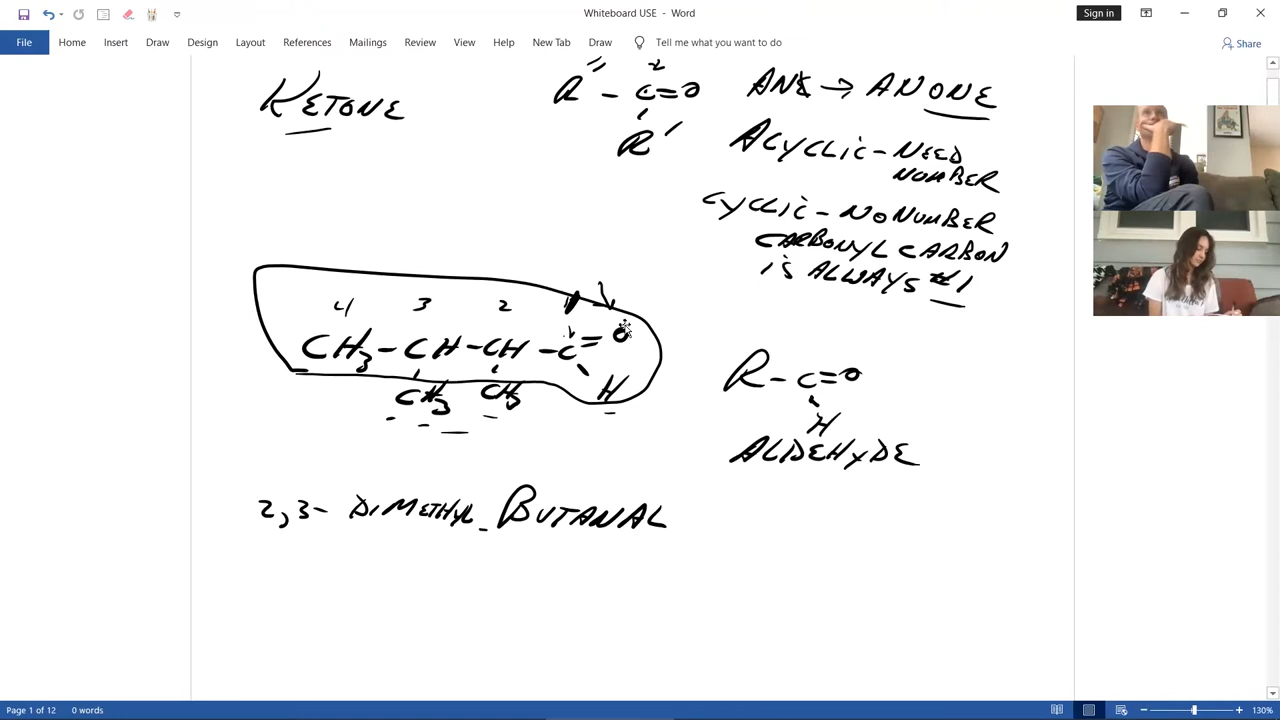 Whiteboard USE - Word
Sign in
File Home Insert Draw Design Layout References Mailings Review View Help New Tab Draw Tell me what you want to do Share
KETONE
R" - C=O
R'
ANE → ANONE
ACYCLIC - NEED
NUMBER
CYCLIC - NO NUMBER
CARBONYL CARBON
IS ALWAYS #1
4 3 2 1
CH3 - CH - CH - C = O
CH3 CH3 H
R - C=O
H
ALDEHYDE
2,3- DIMETHYL BUTANAL
Page 1 of 12 0 words 130%